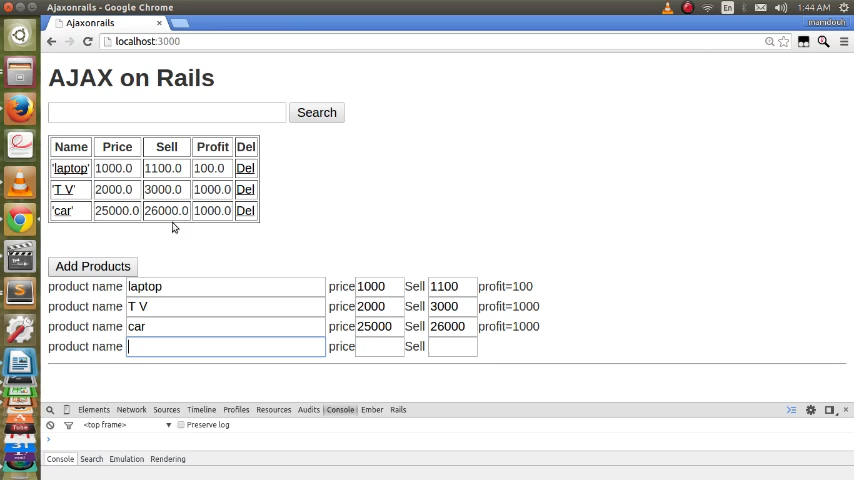 Ajaxonrails - Google Chrome
En
1:44 AM
Ajaxonrails
mamdouh
localhost:3000
AJAX on Rails
Search
Name Price Sell Profit Del
'laptop' 1000.0 1100.0 100.0 Del
'T V' 2000.0 3000.0 1000.0 Del
'car' 25000.0 26000.0 1000.0 Del
Add Products
product name laptop price 1000 Sell 1100 profit=100
product name T V price 2000 Sell 3000 profit=1000
product name car price 25000 Sell 26000 profit=1000
product name price Sell
Elements Network Sources Timeline Profiles Resources Audits Console Ember Rails
<top frame> Preserve log
Console Search Emulation Rendering